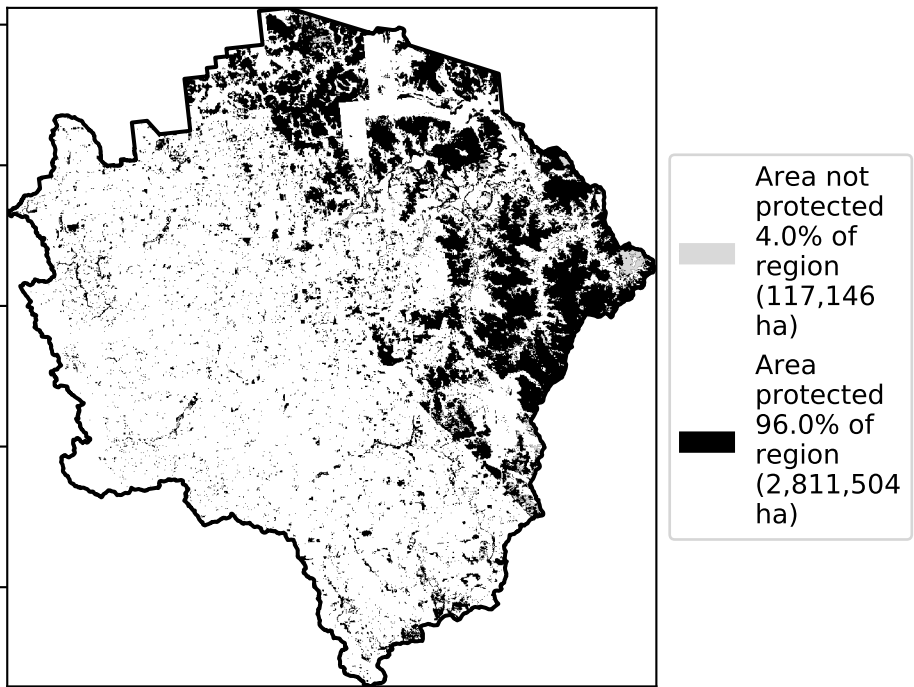 Area not
protected
4.0% of
region
(117,146
ha)
Area
protected
96.0% of
region
(2,811,504
ha)